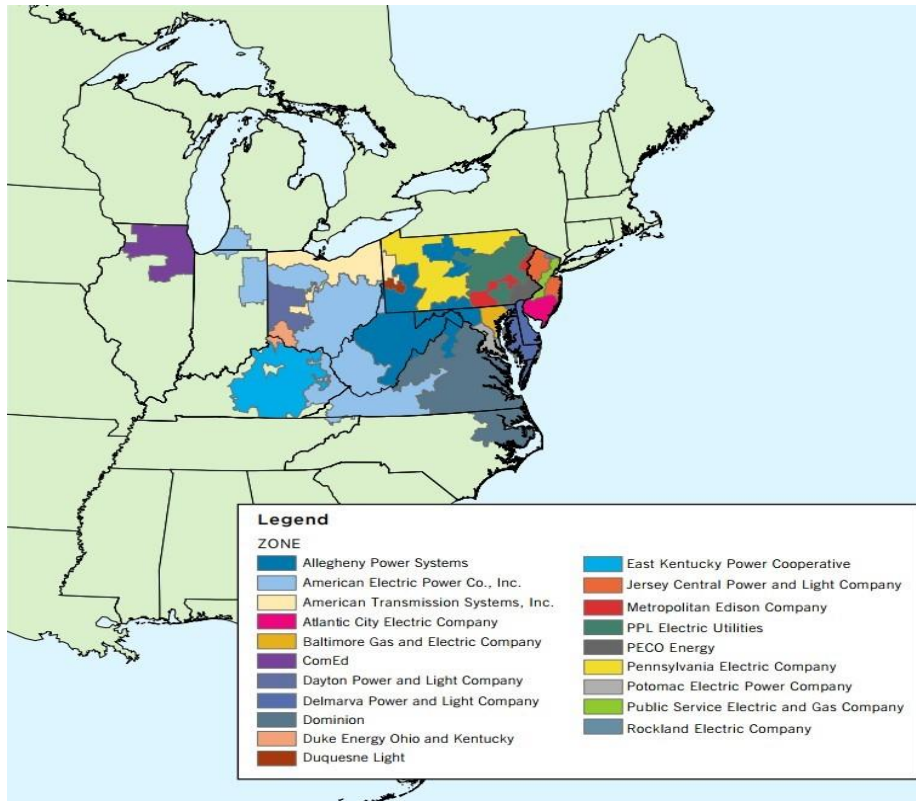 Legend
ZONE
Allegheny Power Systems
American Electric Power Co., Inc.
American Transmission Systems, Inc.
Atlantic City Electric Company
Baltimore Gas and Electric Company
ComEd
Dayton Power and Light Company
Delmarva Power and Light Company
Dominion
Duke Energy Ohio and Kentucky
Duquesne Light
East Kentucky Power Cooperative
Jersey Central Power and Light Company
Metropolitan Edison Company
PPL Electric Utilities
PECO Energy
Pennsylvania Electric Company
Potomac Electric Power Company
Public Service Electric and Gas Company
Rockland Electric Company